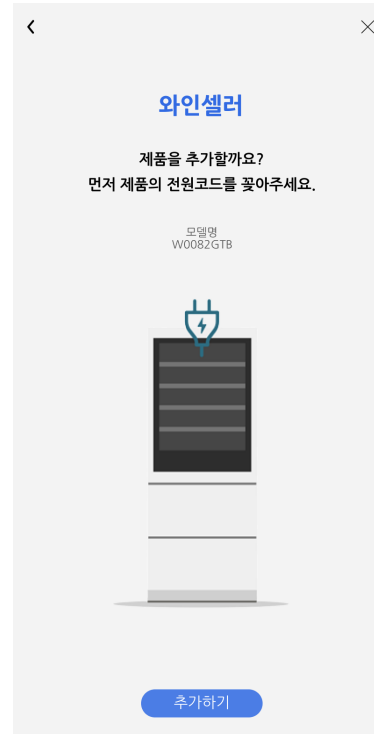 와인셀러
제품을 추가할까요?
먼저 제품의 전원코드를 꽂아주세요.
모델명
W0082GTB
추가하기